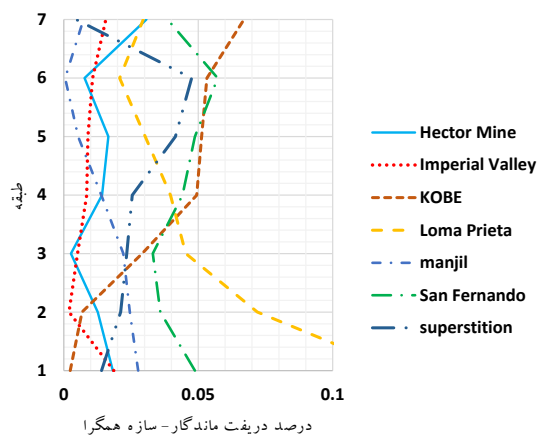 7
6
5
4
3
2
1
طبقه
0
0.05
0.1
درصد دریفت ماندگار - سازه همگرا
Hector Mine
Imperial Valley
KOBE
Loma Prieta
manjil
San Fernando
superstition